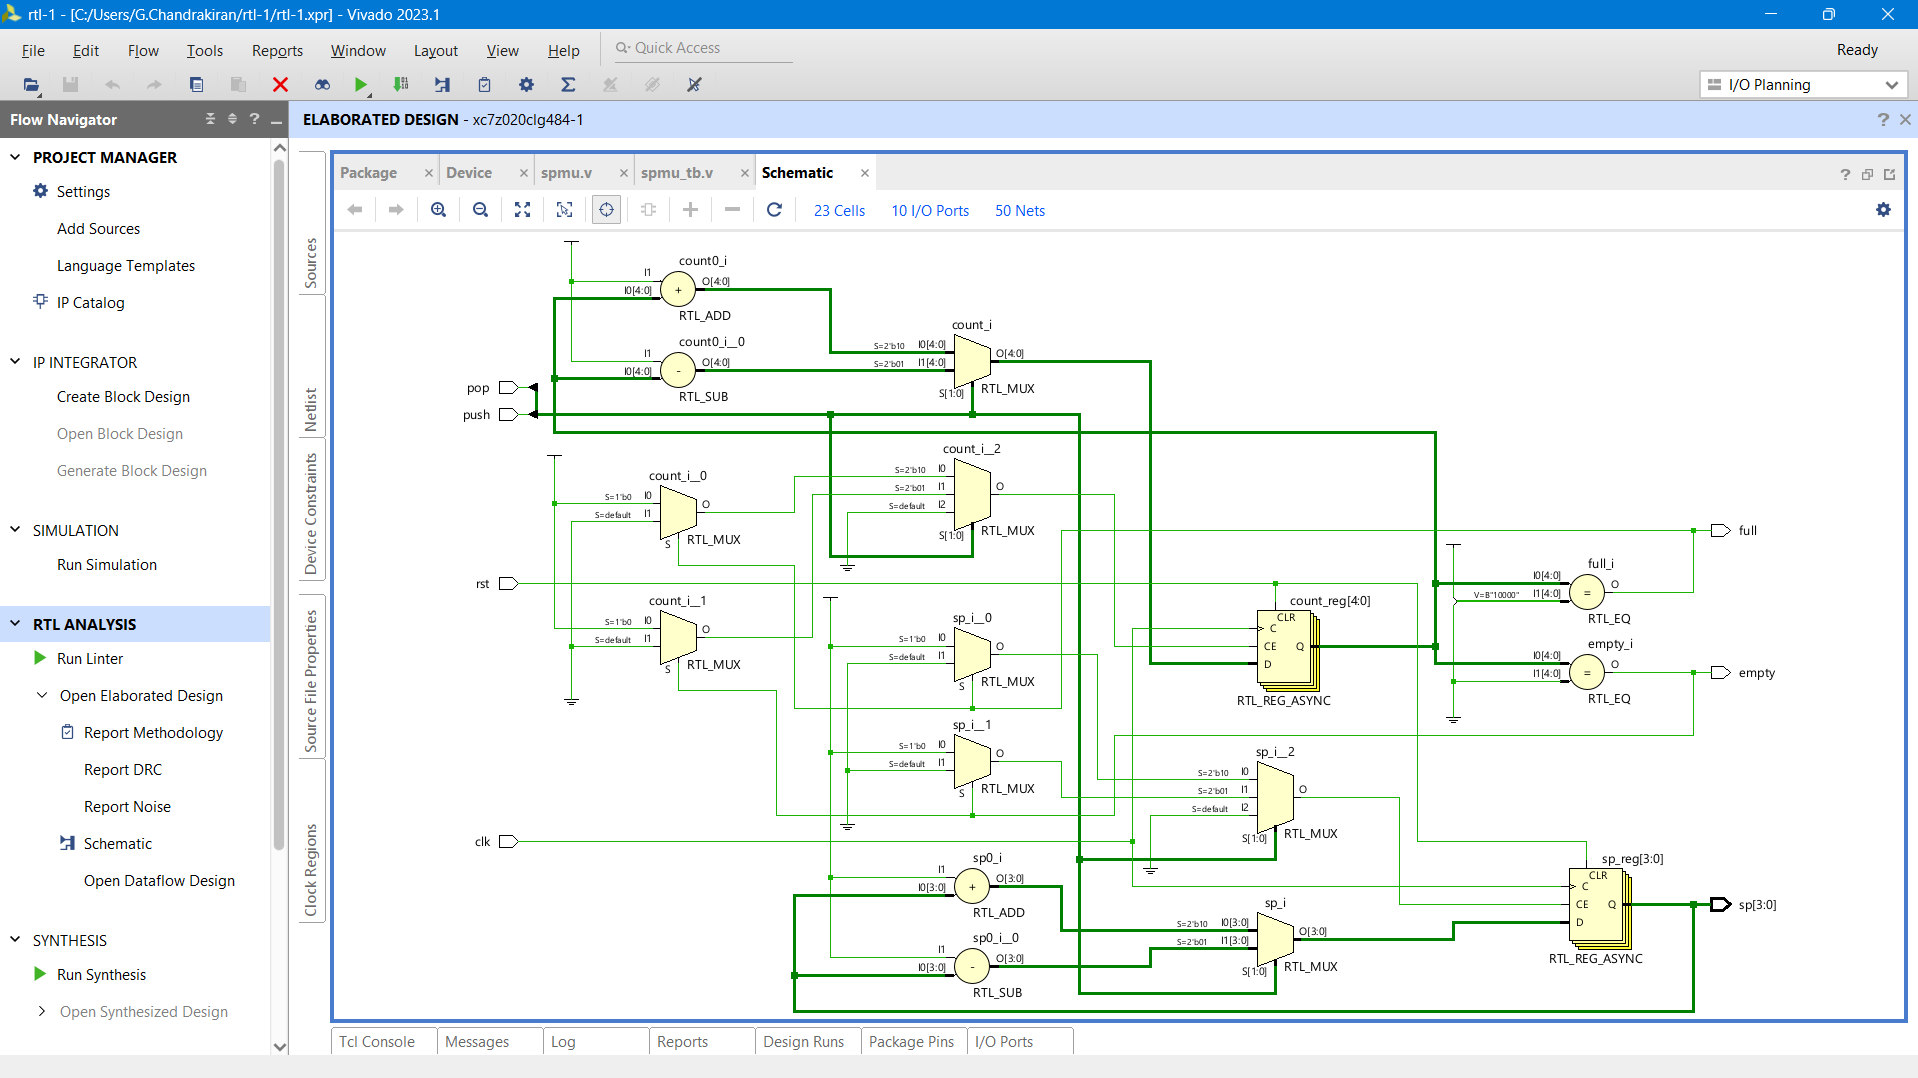 rtl-1 - [C:/Users/G.Chandrakiran/rtl-1/rtl-1.xpr] - Vivado 2023.1
File Edit Flow Tools Reports Window Layout View Help Quick Access Ready
I/O Planning
Flow Navigator
ELABORATED DESIGN - xc7z020clg484-1
PROJECT MANAGER
Settings
Add Sources
Language Templates
IP Catalog
IP INTEGRATOR
Create Block Design
Open Block Design
Generate Block Design
SIMULATION
Run Simulation
RTL ANALYSIS
Run Linter
Open Elaborated Design
Report Methodology
Report DRC
Report Noise
Schematic
Open Dataflow Design
SYNTHESIS
Run Synthesis
Open Synthesized Design
Sources
Netlist
Device Constraints
Source File Properties
Clock Regions
Package Device spmu.v spmu_tb.v Schematic
23 Cells 10 I/O Ports 50 Nets
count0_i
I1
I0[4:0]
+
O[4:0]
RTL_ADD
count0_i__0
I1
I0[4:0]
-
O[4:0]
RTL_SUB
count_i
S=2'b10 I0[4:0]
S=2'b01 I1[4:0]
O[4:0]
S[1:0]
RTL_MUX
pop
push
count_i__2
S=2'b10 I0
S=2'b01 I1
S=default I2
O
S[1:0]
RTL_MUX
count_i__0
S=1'b0 I0
S=default I1
O
S
RTL_MUX
rst
count_i__1
S=1'b0 I0
S=default I1
O
S
RTL_MUX
sp_i__0
S=1'b0 I0
S=default I1
O
S
RTL_MUX
sp_i__1
S=1'b0 I0
S=default I1
O
S
RTL_MUX
count_reg[4:0]
CLR
C
CE
D
Q
RTL_REG_ASYNC
full
full_i
I0[4:0]
V=B"10000" I1[4:0]
=
O
RTL_EQ
empty_i
I0[4:0]
I1[4:0]
=
O
RTL_EQ
empty
sp_i__2
S=2'b10 I0
S=2'b01 I1
S=default I2
O
S[1:0]
RTL_MUX
clk
sp0_i
I1
I0[3:0]
+
O[3:0]
RTL_ADD
sp0_i__0
I1
I0[3:0]
-
O[3:0]
RTL_SUB
sp_i
S=2'b10 I0[3:0]
S=2'b01 I1[3:0]
O[3:0]
S[1:0]
RTL_MUX
sp_reg[3:0]
CLR
C
CE
D
Q
RTL_REG_ASYNC
sp[3:0]
Tcl Console Messages Log Reports Design Runs Package Pins I/O Ports